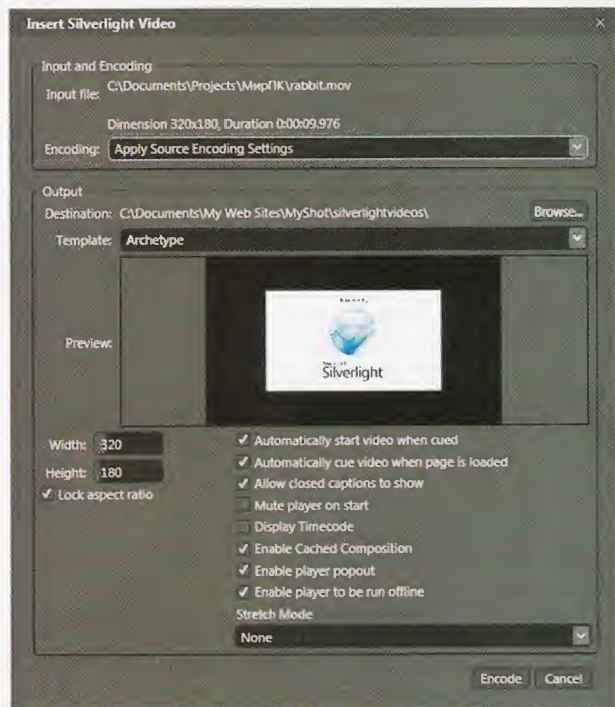 Insert Silverlight Video
Input and Encoding
Input file: C:\Documents\Projects\МирПК\rabbit.mov
Dimension 320x180, Duration 0:00:09.976
Encoding: Apply Source Encoding Settings
Output
Destination: C:\Documents\My Web Sites\MyShot\silverlightvideos\ Browse...
Template: Archetype
Preview:
Silverlight
Width: 320
Height: 180
Lock aspect ratio
Automatically start video when cued
Automatically cue video when page is loaded
Allow closed captions to show
Mute player on start
Display Timecode
Enable Cached Composition
Enable player popout
Enable player to be run offline
Stretch Mode
None
Encode Cancel